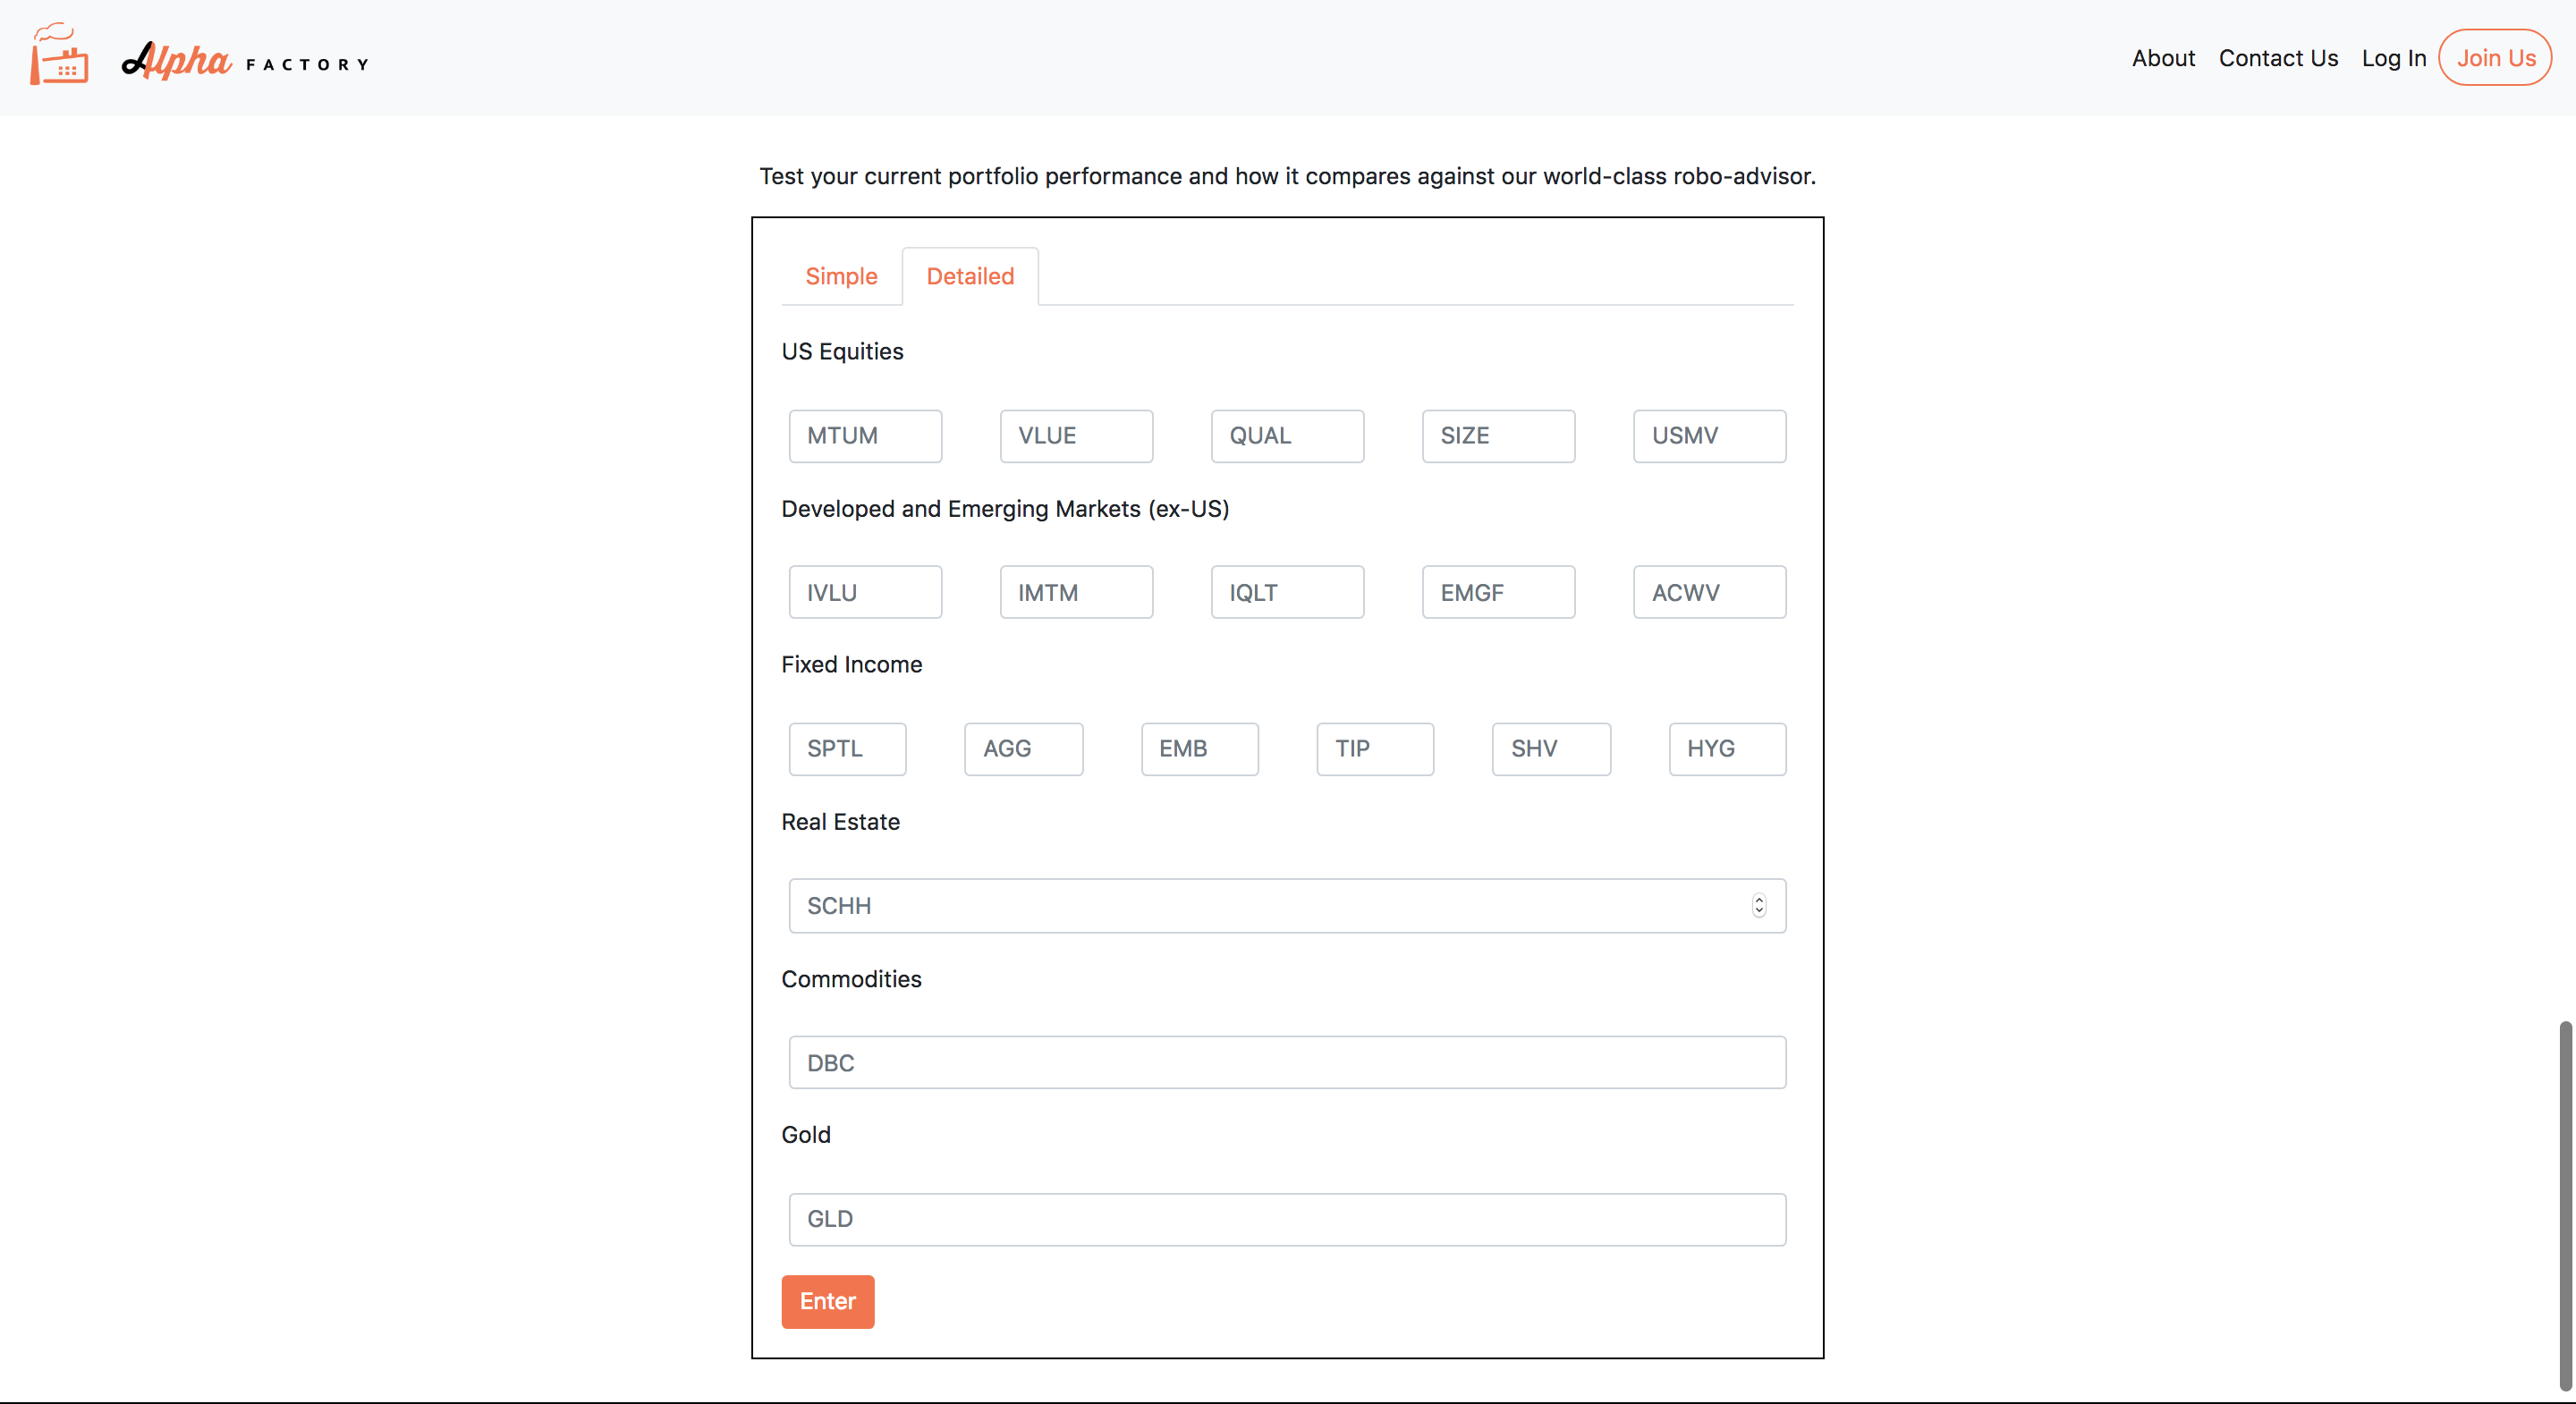 Alpha FACTORY
About Contact Us Log In Join Us
Test your current portfolio performance and how it compares against our world-class robo-advisor.
Simple Detailed
US Equities
MTUM VLUE QUAL SIZE USMV
Developed and Emerging Markets (ex-US)
IVLU IMTM IQLT EMGF ACWV
Fixed Income
SPTL AGG EMB TIP SHV HYG
Real Estate
SCHH
Commodities
DBC
Gold
GLD
Enter